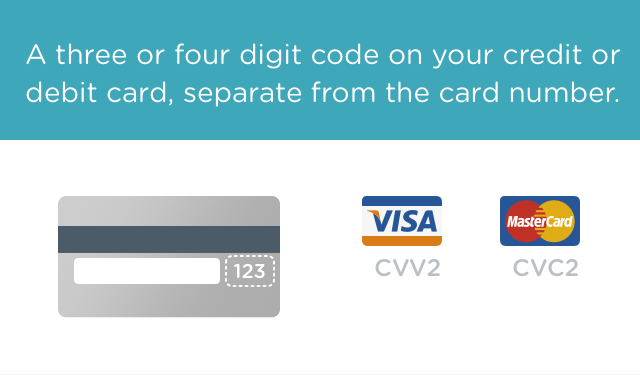 A three or four digit code on your credit or
debit card, separate from the card number.
123
VISA
MasterCard
CVV2
CVC2